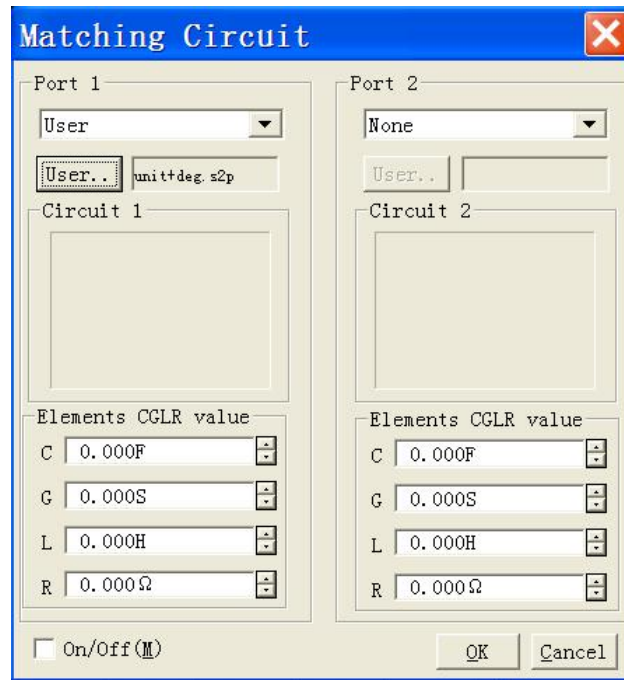 Matching Circuit
Port 1
User
User..
unit+deg.s2p
Circuit 1
Elements CGLR value
C 0.000F
G 0.000S
L 0.000H
R 0.000Ω
Port 2
None
User..
Circuit 2
Elements CGLR value
C 0.000F
G 0.000S
L 0.000H
R 0.000Ω
On/Off(M)
OK
Cancel